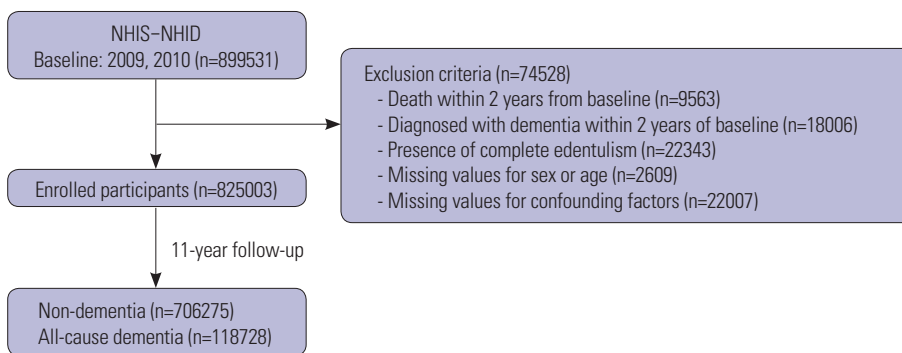 NHIS–NHID
Baseline: 2009, 2010 (n=899531)
Exclusion criteria (n=74528)
- Death within 2 years from baseline (n=9563)
- Diagnosed with dementia within 2 years of baseline (n=18006)
- Presence of complete edentulism (n=22343)
- Missing values for sex or age (n=2609)
- Missing values for confounding factors (n=22007)
Enrolled participants (n=825003)
11-year follow-up
Non-dementia (n=706275)
All-cause dementia (n=118728)